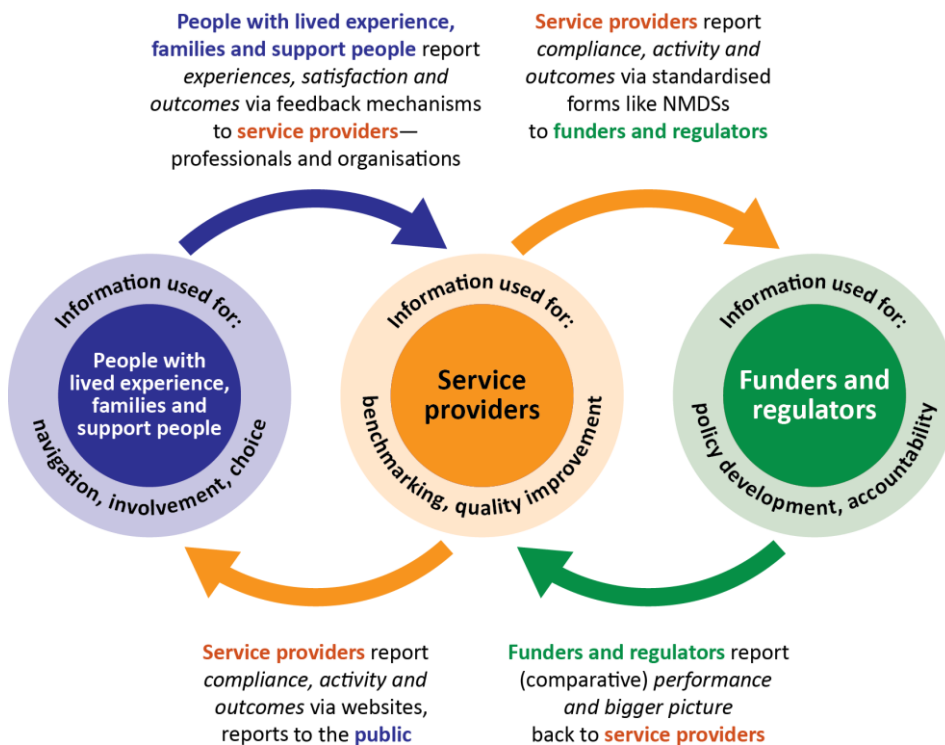 People with lived experience,
families and support people report
experiences, satisfaction and
outcomes via feedback mechanisms
to service providers—
professionals and organisations
Service providers report
compliance, activity and
outcomes via standardised
forms like NMDSs
to funders and regulators
Information used for:
People with
lived experience,
families and
support people
navigation, involvement, choice
Information used for:
Service
providers
benchmarking, quality improvement
Information used for:
Funders and
regulators
policy development, accountability
Service providers report
compliance, activity and
outcomes via websites,
reports to the public
Funders and regulators report
(comparative) performance
and bigger picture
back to service providers